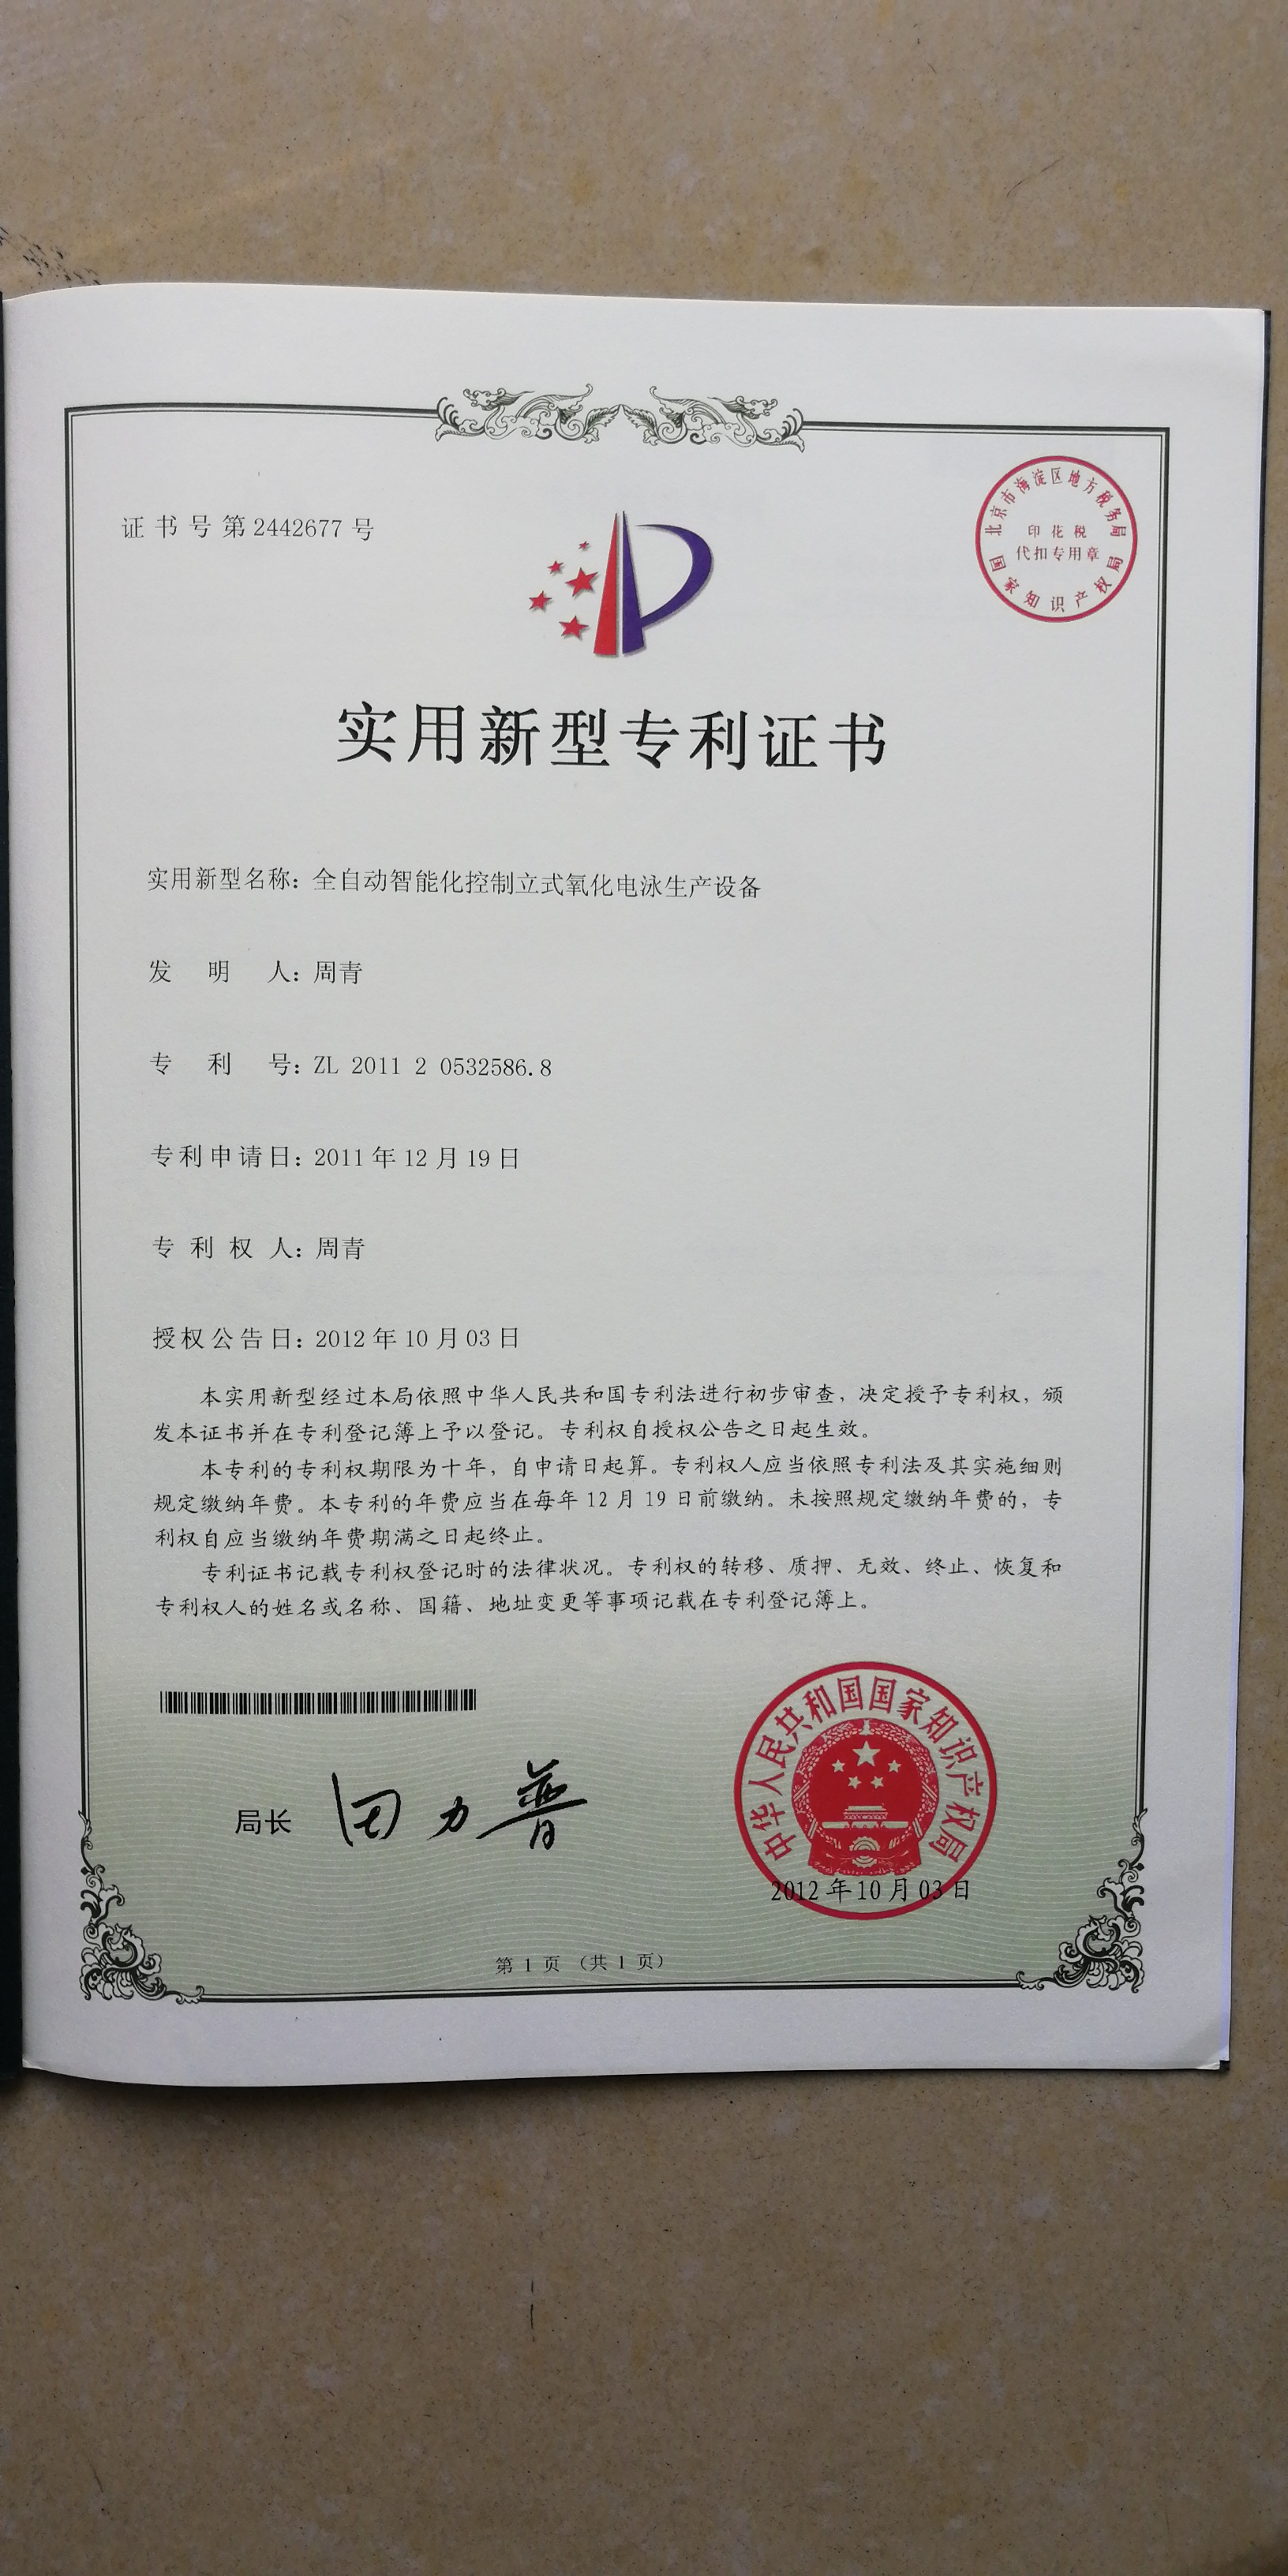 证书号第2442677号
北京市海淀区地方税务局
印花税
代扣专用章
国家知识产权局
实用新型专利证书
实用新型名称：全自动智能化控制立式氧化电泳生产设备
发明人：周青
专利号：ZL 2011 2 0532586.8
专利申请日：2011年12月19日
专利权人：周青
授权公告日：2012年10月03日
本实用新型经过本局依照中华人民共和国专利法进行初步审查，决定授予专利权，颁
发本证书并在专利登记簿上予以登记。专利权自授权公告之日起生效。
本专利的专利权期限为十年，自申请日起算。专利权人应当依照专利法及其实施细则
规定缴纳年费。本专利的年费应当在每年12月19日前缴纳。未按照规定缴纳年费的，专
利权自应当缴纳年费期满之日起终止。
专利证书记载专利权登记时的法律状况。专利权的转移、质押、无效、终止、恢复和
专利权人的姓名或名称、国籍、地址变更等事项记载在专利登记簿上。
中华人民共和国国家知识产权局
局长 田力普
2012年10月03日
第1页（共1页）